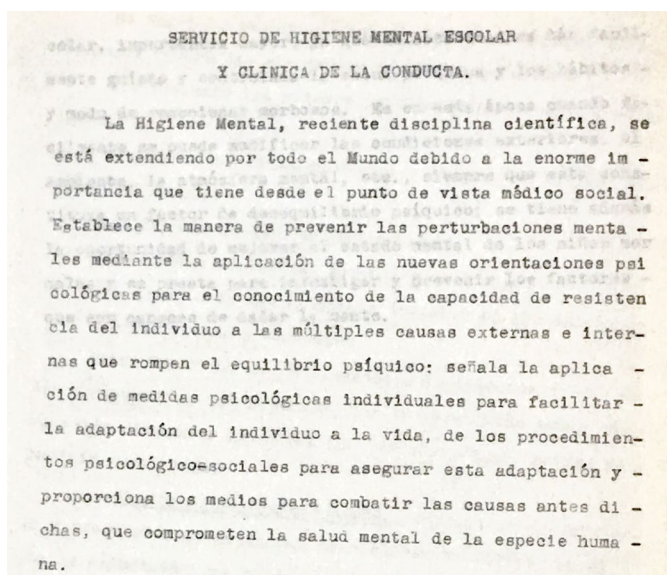 SERVICIO DE HIGIENE MENTAL ESCOLAR
Y CLINICA DE LA CONDUCTA.
La Higiene Mental, reciente disciplina científica, se
está extendiendo por todo el Mundo debido a la enorme im -
portancia que tiene desde el punto de vista médico social.
Establece la manera de prevenir las perturbaciones menta -
les mediante la aplicación de las nuevas orientaciones psi
cológicas para el conocimiento de la capacidad de resisten
cia del individuo a las múltiples causas externas e inter-
nas que rompen el equilibrio psíquico: señala la aplica -
ción de medidas psicológicas individuales para facilitar -
la adaptación del individuo a la vida, de los procedimien-
tos psicológico-sociales para asegurar esta adaptación y -
proporciona los medios para combatir las causas antes di -
chas, que comprometen la salud mental de la especie huma -
na.